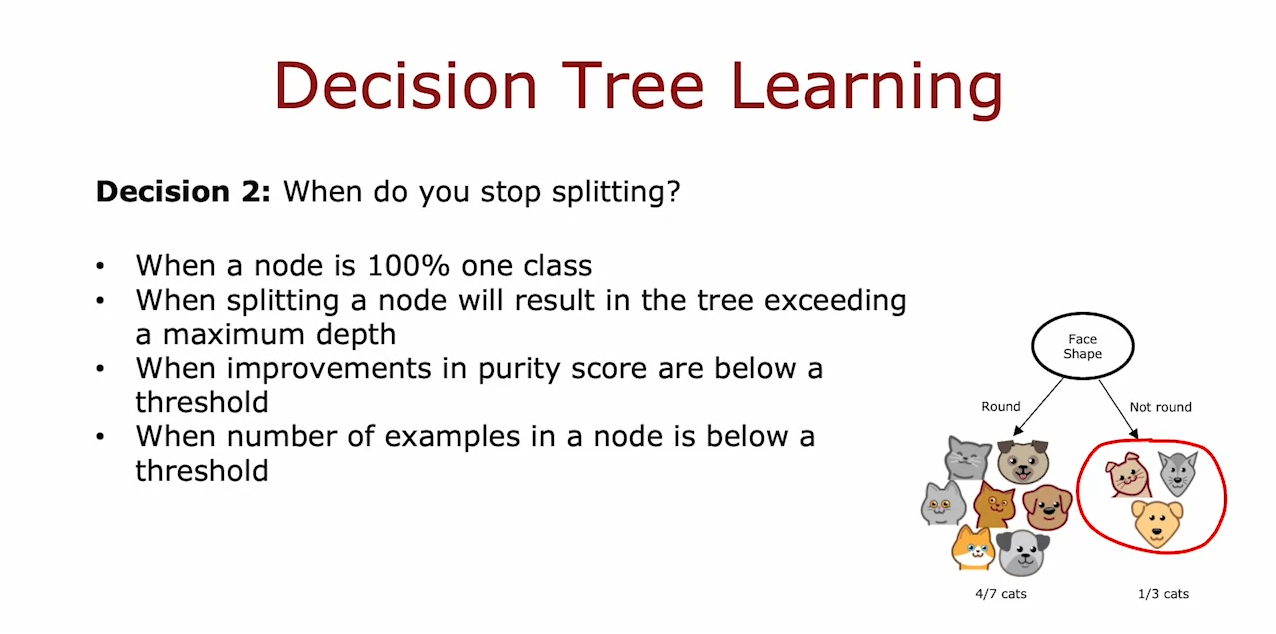 Decision Tree Learning
Decision 2: When do you stop splitting?
• When a node is 100% one class
• When splitting a node will result in the tree exceeding
a maximum depth
• When improvements in purity score are below a
threshold
• When number of examples in a node is below a
threshold
Face
Shape
Round
Not round
4/7 cats
1/3 cats